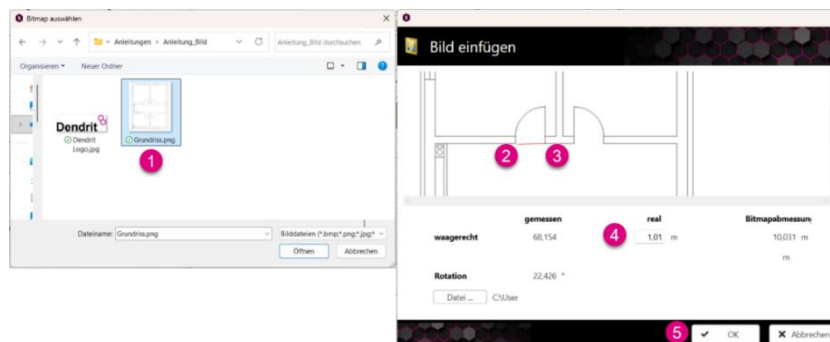 Bitmap auswählen
Anleitungen > Anleitung_Bild
Anleitung_Bild durchsuchen
Organisieren
Neuer Ordner
Dendrit
Dendrit
Logo.jpg
Grundriss.png
1
Dateiname: Grundriss.png
Bilddateien (*.bmp;*.png;*.jpg;*
Öffnen
Abbrechen
Bild einfügen
2
3
gemessen
real
Bitmapabmessun
waagerecht
68,154
4
1,01 m
10,031 m
m
Rotation
22,426 °
Datei ...
C:\User
5
OK
Abbrechen